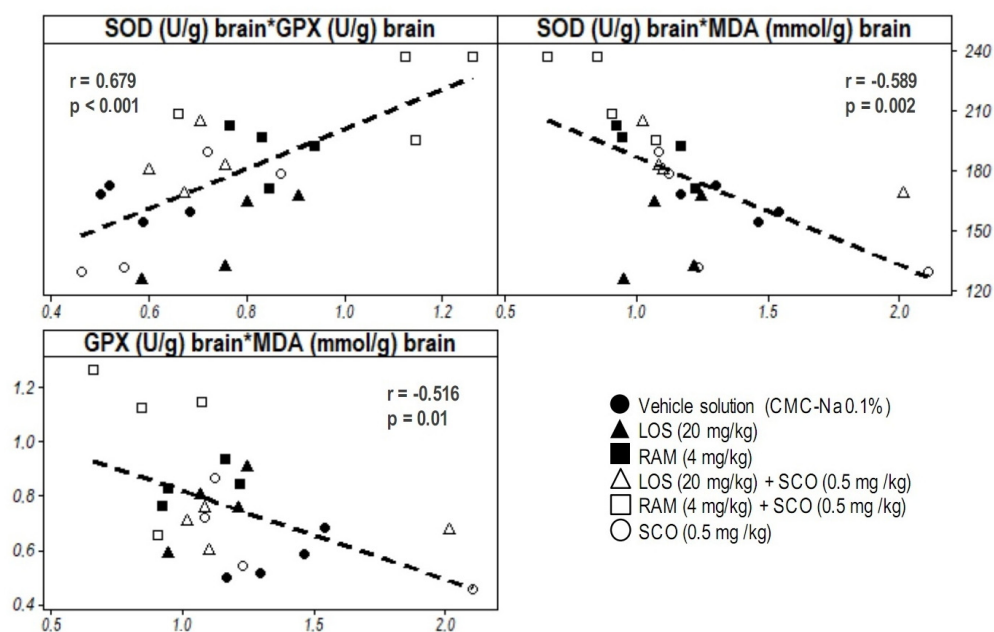 SOD (U/g) brain*GPX (U/g) brain
SOD (U/g) brain*MDA (mmol/g) brain
r = 0.679
p < 0.001
r = -0.589
p = 0.002
240
210
180
150
120
0.4 0.6 0.8 1.0 1.2
0.5 1.0 1.5 2.0
GPX (U/g) brain*MDA (mmol/g) brain
r = -0.516
p = 0.01
1.2
1.0
0.8
0.6
0.4
0.5 1.0 1.5 2.0
Vehicle solution (CMC-Na 0.1%)
LOS (20 mg/kg)
RAM (4 mg/kg)
LOS (20 mg/kg) + SCO (0.5 mg /kg)
RAM (4 mg/kg) + SCO (0.5 mg /kg)
SCO (0.5 mg /kg)